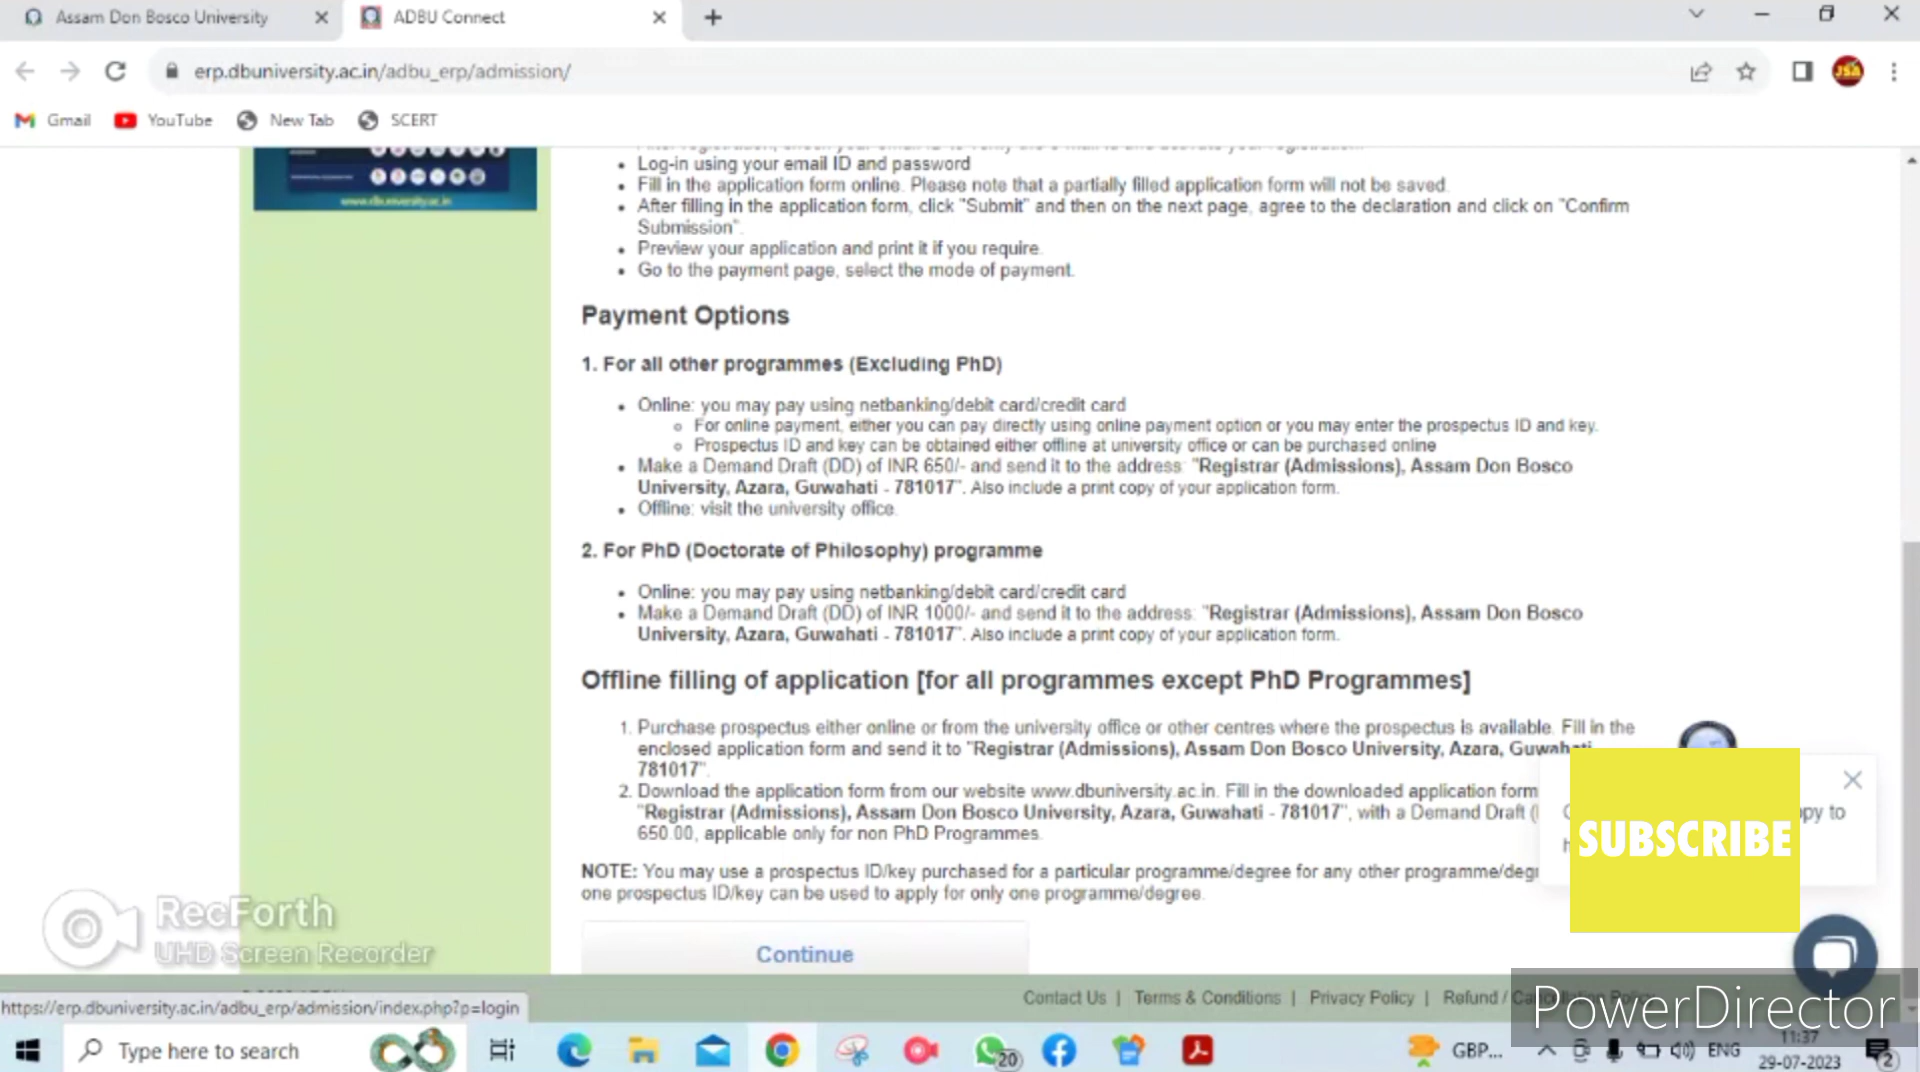 Assam Don Bosco University
ADBU Connect
erp.dbuniversity.ac.in/adbu_erp/admission/
JSA
Gmail
YouTube
New Tab
SCERT
www.dbuniversity.ac.in
• Log-in using your email ID and password
• Fill in the application form online. Please note that a partially filled application form will not be saved.
• After filling in the application form, click "Submit" and then on the next page, agree to the declaration and click on "Confirm
Submission".
• Preview your application and print it if you require.
• Go to the payment page, select the mode of payment.
Payment Options
1. For all other programmes (Excluding PhD)
• Online: you may pay using netbanking/debit card/credit card
○ For online payment, either you can pay directly using online payment option or you may enter the prospectus ID and key.
○ Prospectus ID and key can be obtained either offline at university office or can be purchased online
• Make a Demand Draft (DD) of INR 650/- and send it to the address: "Registrar (Admissions), Assam Don Bosco
University, Azara, Guwahati - 781017". Also include a print copy of your application form.
• Offline: visit the university office.
2. For PhD (Doctorate of Philosophy) programme
• Online: you may pay using netbanking/debit card/credit card
• Make a Demand Draft (DD) of INR 1000/- and send it to the address: "Registrar (Admissions), Assam Don Bosco
University, Azara, Guwahati - 781017". Also include a print copy of your application form.
Offline filling of application [for all programmes except PhD Programmes]
1. Purchase prospectus either online or from the university office or other centres where the prospectus is available. Fill in the
enclosed application form and send it to "Registrar (Admissions), Assam Don Bosco University, Azara, Guwahati
781017".
2. Download the application form from our website www.dbuniversity.ac.in. Fill in the downloaded application form
"Registrar (Admissions), Assam Don Bosco University, Azara, Guwahati - 781017", with a Demand Draft (
650.00, applicable only for non PhD Programmes.
NOTE: You may use a prospectus ID/key purchased for a particular programme/degree for any other programme/degr
one prospectus ID/key can be used to apply for only one programme/degree.
Continue
SUBSCRIBE
to
RecForth
UHD Screen Recorder
Contact Us | Terms & Conditions | Privacy Policy | Refund / Cancellation Policy
https://erp.dbuniversity.ac.in/adbu_erp/admission/index.php?p=login
PowerDirector
Type here to search
20
GBP...
ENG
11:37
29-07-2023
2